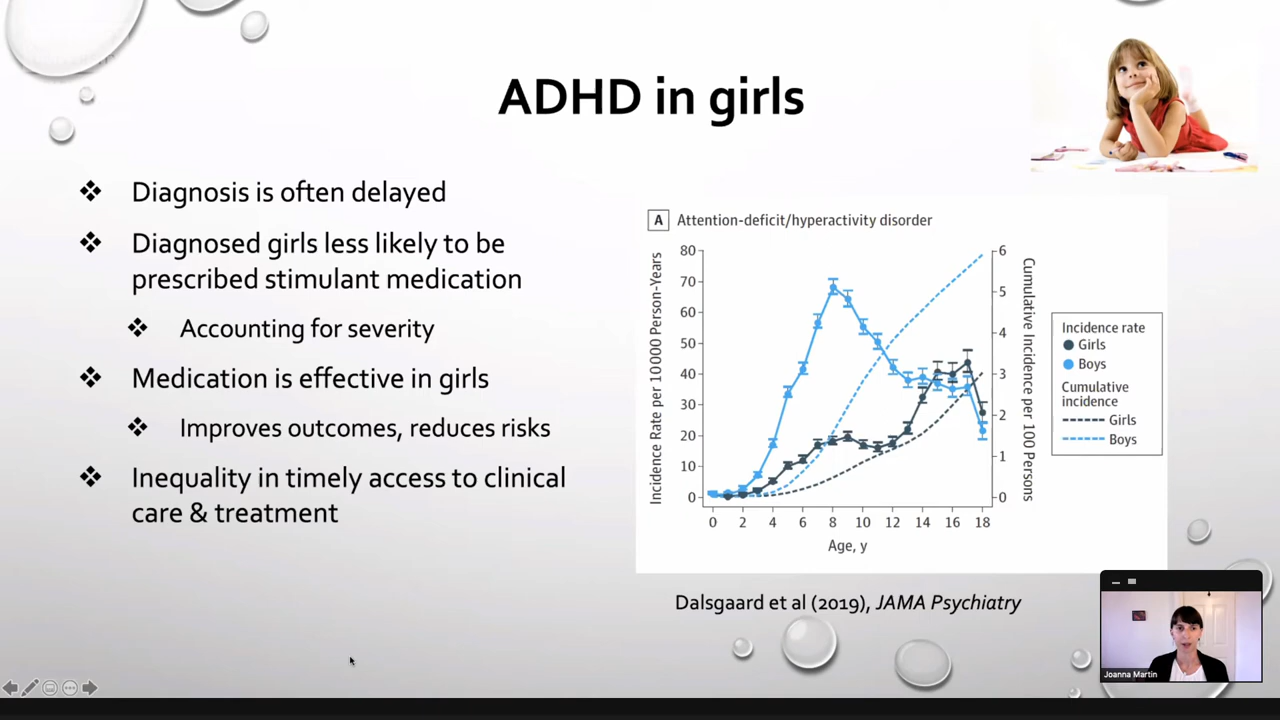 ADHD in girls
❖ Diagnosis is often delayed
❖ Diagnosed girls less likely to be
prescribed stimulant medication
❖ Accounting for severity
❖ Medication is effective in girls
❖ Improves outcomes, reduces risks
❖ Inequality in timely access to clinical
care & treatment
A Attention-deficit/hyperactivity disorder
Incidence Rate per 10 000 Person-Years
80
70
60
50
40
30
20
10
0
6
5
4
3
2
1
0
Cumulative Incidence per 100 Persons
0 2 4 6 8 10 12 14 16 18
Age, y
Incidence rate
Girls
Boys
Cumulative
incidence
Girls
Boys
Dalsgaard et al (2019), JAMA Psychiatry
Joanna Martin